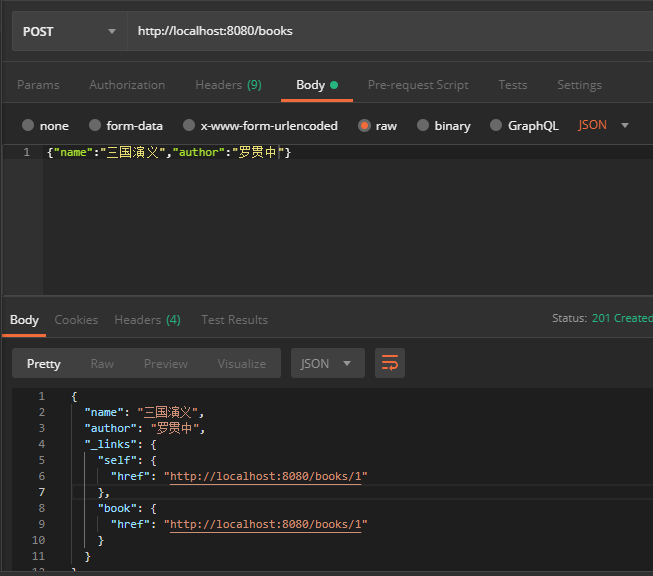 POST http://localhost:8080/books
Params Authorization Headers (9) Body Pre-request Script Tests Settings
none form-data x-www-form-urlencoded raw binary GraphQL JSON
1 {"name":"三国演义","author":"罗贯中"}
Body Cookies Headers (4) Test Results Status: 201 Created
Pretty Raw Preview Visualize JSON
1 {
2 "name": "三国演义",
3 "author": "罗贯中",
4 "_links": {
5 "self": {
6 "href": "http://localhost:8080/books/1"
7 },
8 "book": {
9 "href": "http://localhost:8080/books/1"
10 }
11 }
12 }